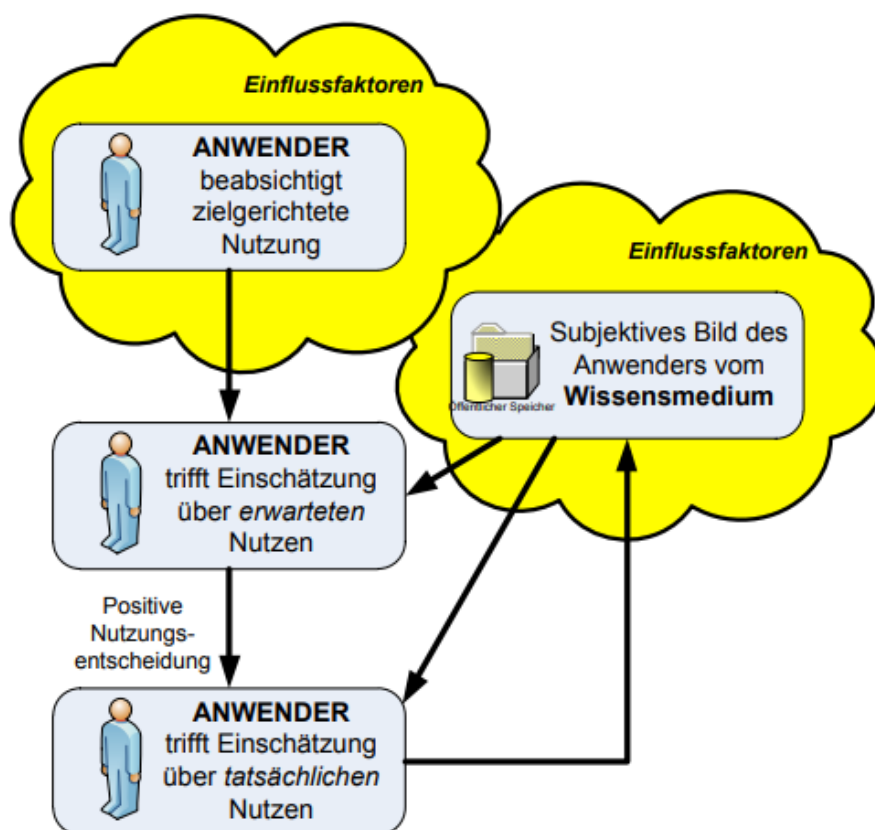 Einflussfaktoren
ANWENDER
beabsichtigt
zielgerichtete
Nutzung
Einflussfaktoren
Subjektives Bild des
Anwenders vom
Wissensmedium
Öffentlicher Speicher
ANWENDER
trifft Einschätzung
über erwarteten
Nutzen
Positive
Nutzungs-
entscheidung
ANWENDER
trifft Einschätzung
über tatsächlichen
Nutzen